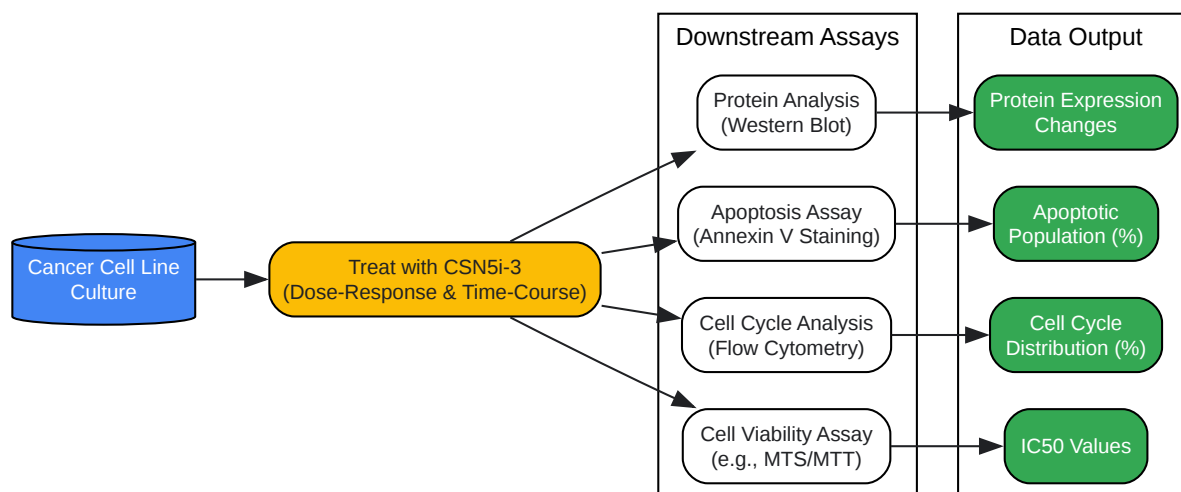 Downstream Assays
Data Output
Protein Analysis
(Western Blot)
Protein Expression
Changes
Apoptosis Assay
(Annexin V Staining)
Apoptotic
Population (%)
Cancer Cell Line
Culture
Treat with CSN5i-3
(Dose-Response & Time-Course)
Cell Cycle Analysis
(Flow Cytometry)
Cell Cycle
Distribution (%)
Cell Viability Assay
(e.g., MTS/MTT)
IC50 Values